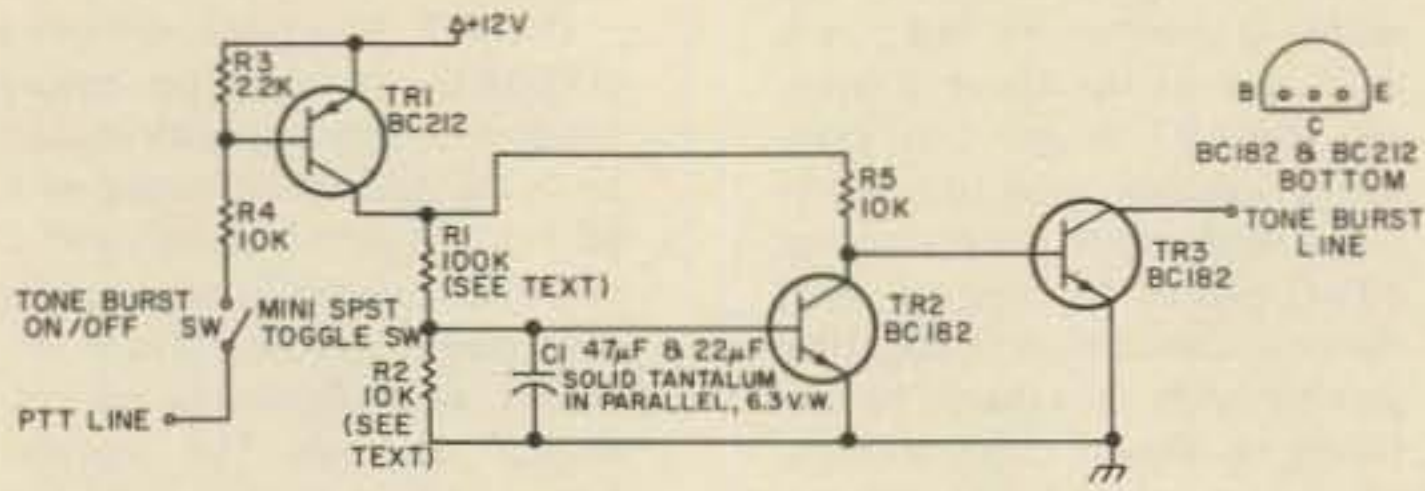 +12V
R3
2.2K
TR1
BC212
R4
10K
R1
100K
(SEE TEXT)
R5
10K
B
E
C
BC182 & BC212
BOTTOM
TONE BURST
LINE
TR3
BC182
TR2
BC182
TONE BURST
ON/OFF
SW
MINI SPST
TOGGLE SW
R2
10K
(SEE
TEXT)
C1
47µF & 22µF
SOLID TANTALUM
IN PARALLEL, 6.3 V.W.
PTT LINE